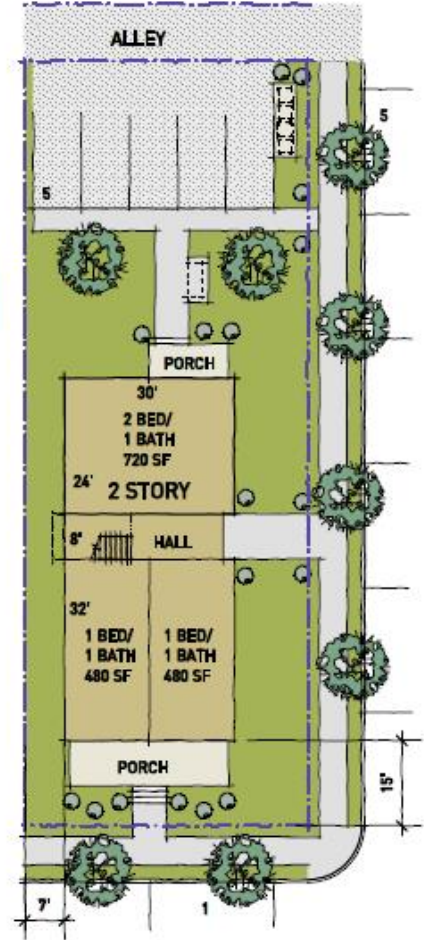 ALLEY
5
5
PORCH
30'
2 BED/
1 BATH
720 SF
24' 2 STORY
8' HALL
32'
1 BED/ 1 BED/
1 BATH 1 BATH
480 SF 480 SF
PORCH
15'
7'
1